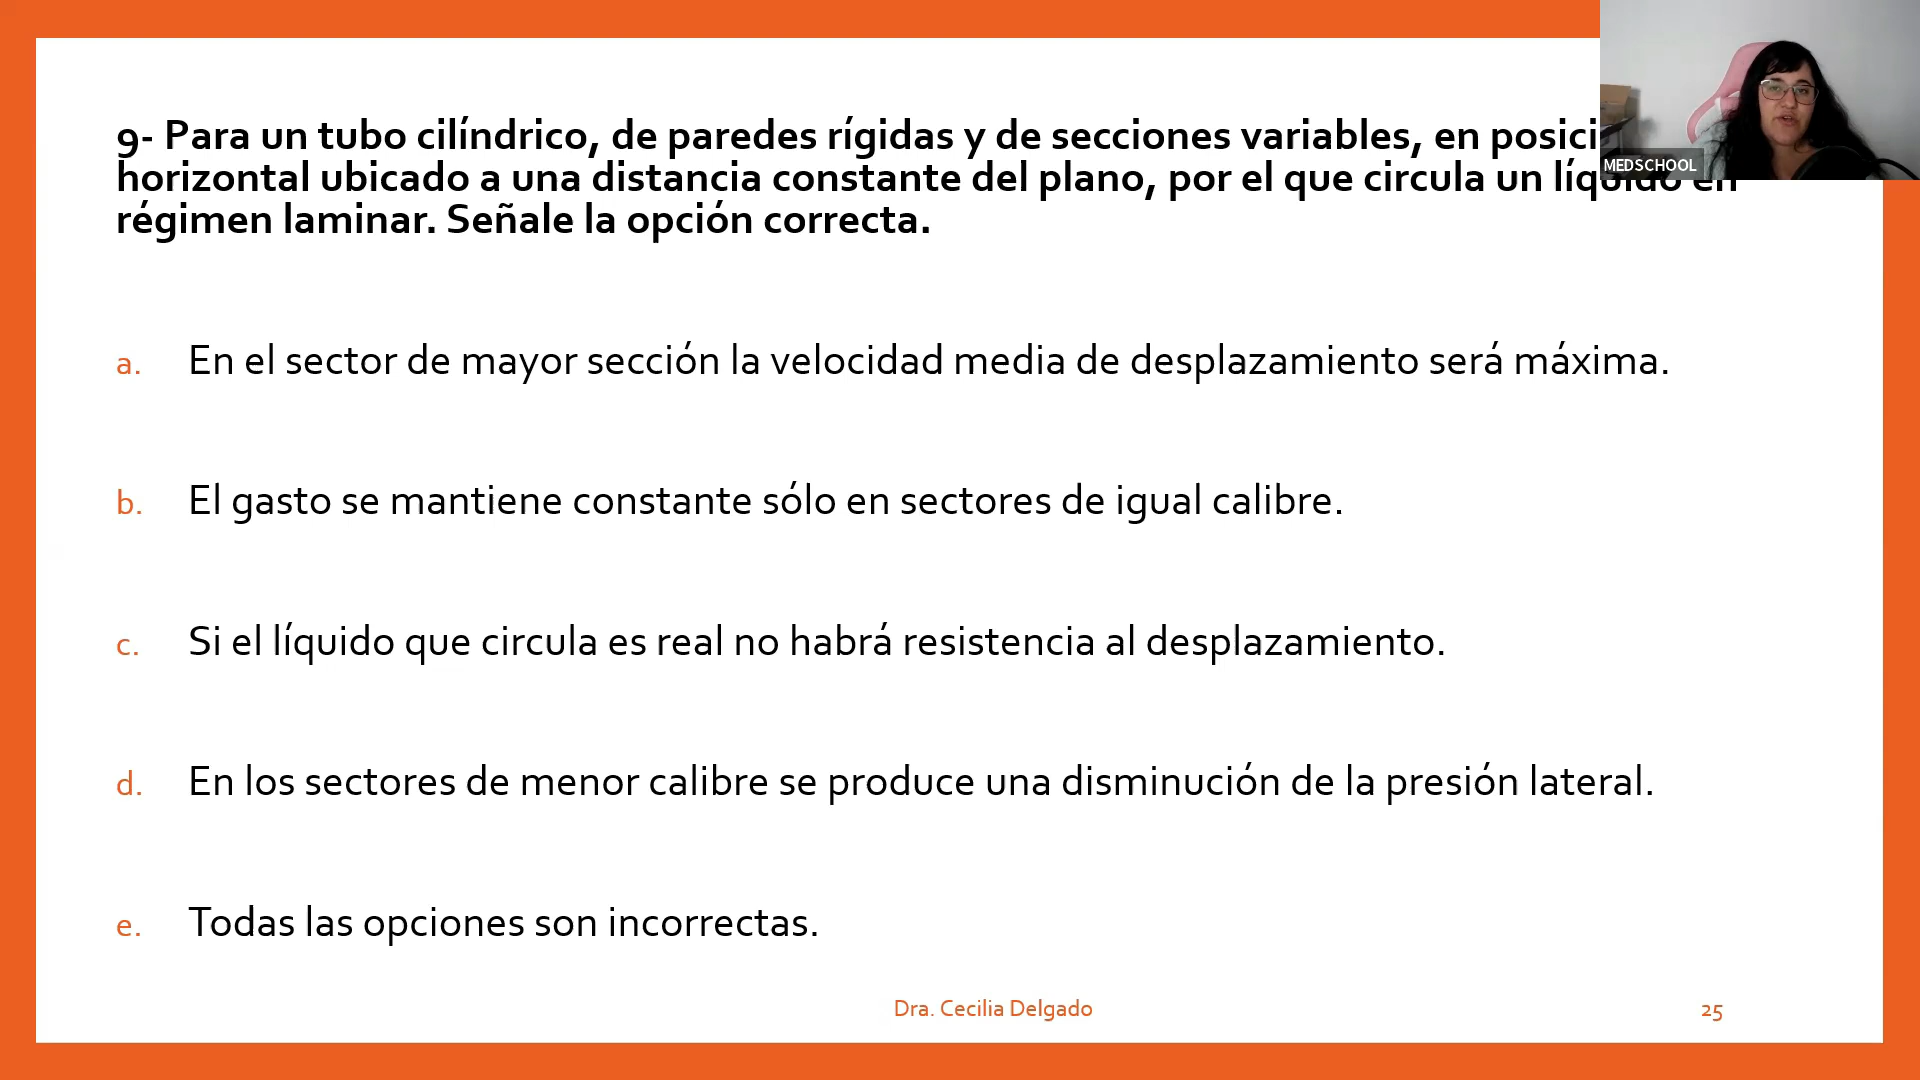 9- Para un tubo cilíndrico, de paredes rígidas y de secciones variables, en posici
MEDSCHOOL
horizontal ubicado a una distancia constante del plano, por el que circula un líquido en
régimen laminar. Señale la opción correcta.
a. En el sector de mayor sección la velocidad media de desplazamiento será máxima.
b. El gasto se mantiene constante sólo en sectores de igual calibre.
c. Si el líquido que circula es real no habrá resistencia al desplazamiento.
d. En los sectores de menor calibre se produce una disminución de la presión lateral.
e. Todas las opciones son incorrectas.
Dra. Cecilia Delgado
25